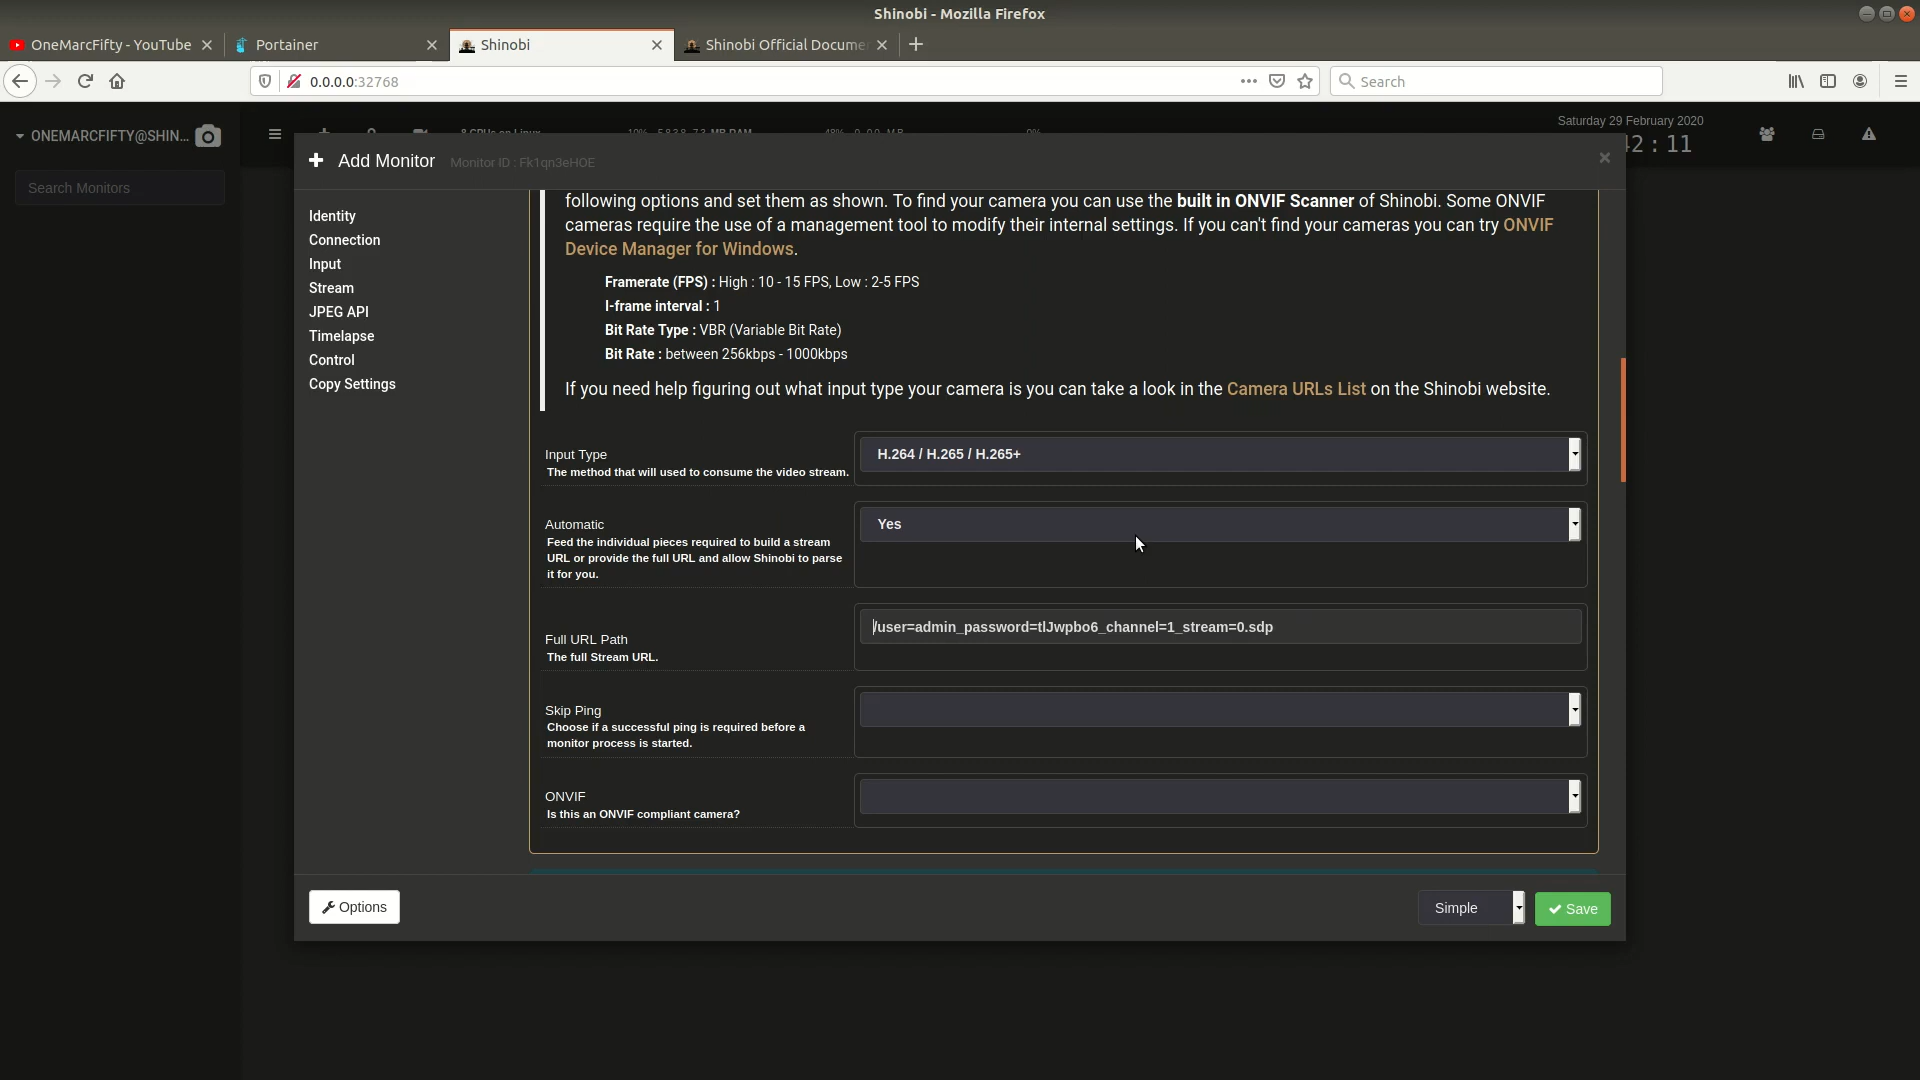 Shinobi - Mozilla Firefox
OneMarcFifty - YouTube
Portainer
Shinobi
Shinobi Official Docume
0.0.0.0:32768
Search
ONEMARCFIFTY@SHIN...
Saturday 29 February 2020
42 : 11
Search Monitors
Add Monitor Monitor ID : Fk1qn3eHOE
Identity
Connection
Input
Stream
JPEG API
Timelapse
Control
Copy Settings
following options and set them as shown. To find your camera you can use the built in ONVIF Scanner of Shinobi. Some ONVIF
cameras require the use of a management tool to modify their internal settings. If you can't find your cameras you can try ONVIF
Device Manager for Windows.
Framerate (FPS) : High : 10 - 15 FPS, Low : 2-5 FPS
I-frame interval : 1
Bit Rate Type : VBR (Variable Bit Rate)
Bit Rate : between 256kbps - 1000kbps
If you need help figuring out what input type your camera is you can take a look in the Camera URLs List on the Shinobi website.
Input Type
The method that will used to consume the video stream.
H.264 / H.265 / H.265+
Automatic
Feed the individual pieces required to build a stream
URL or provide the full URL and allow Shinobi to parse
it for you.
Yes
Full URL Path
The full Stream URL.
/user=admin_password=tlJwpbo6_channel=1_stream=0.sdp
Skip Ping
Choose if a successful ping is required before a
monitor process is started.
ONVIF
Is this an ONVIF compliant camera?
Options
Simple
Save